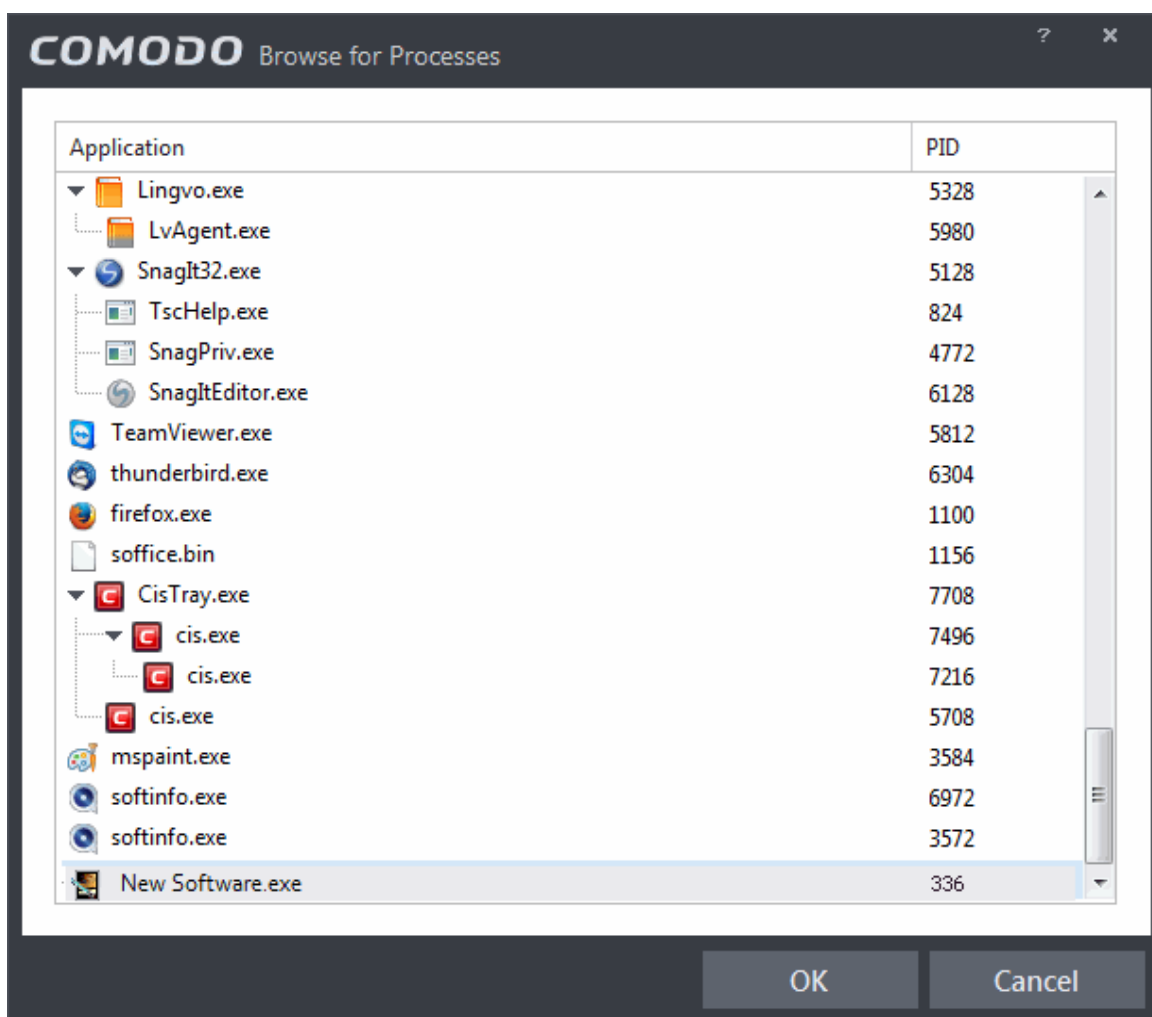 COMODO Browse for Processes ? ×
Application PID
Lingvo.exe 5328
LvAgent.exe 5980
SnagIt32.exe 5128
TscHelp.exe 824
SnagPriv.exe 4772
SnagItEditor.exe 6128
TeamViewer.exe 5812
thunderbird.exe 6304
firefox.exe 1100
soffice.bin 1156
CisTray.exe 7708
cis.exe 7496
cis.exe 7216
cis.exe 5708
mspaint.exe 3584
softinfo.exe 6972
softinfo.exe 3572
New Software.exe 336
OK Cancel